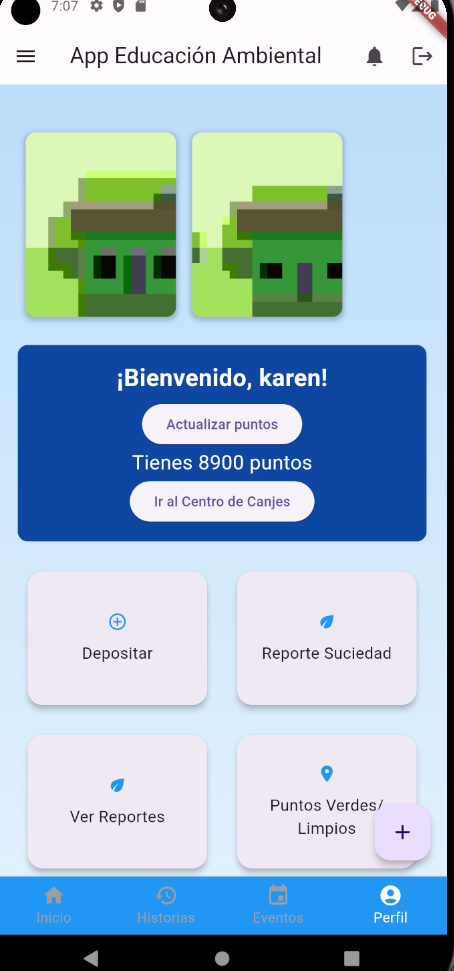 7:07
DEBUG
App Educación Ambiental
¡Bienvenido, karen!
Actualizar puntos
Tienes 8900 puntos
Ir al Centro de Canjes
Depositar
Reporte Suciedad
Ver Reportes
Puntos Verdes/
Limpios
Inicio
Historias
Eventos
Perfil